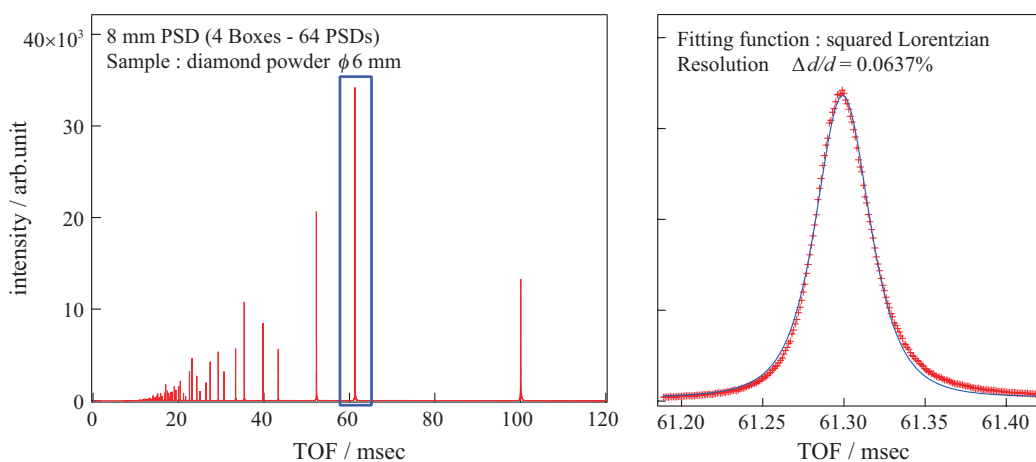 8 mm PSD (4 Boxes - 64 PSDs)
Sample : diamond powder ϕ6 mm
40×10³
30
20
10
0
intensity / arb.unit
0 20 40 60 80 100 120
TOF / msec
Fitting function : squared Lorentzian
Resolution Δd/d = 0.0637%
61.20 61.25 61.30 61.35 61.40
TOF / msec